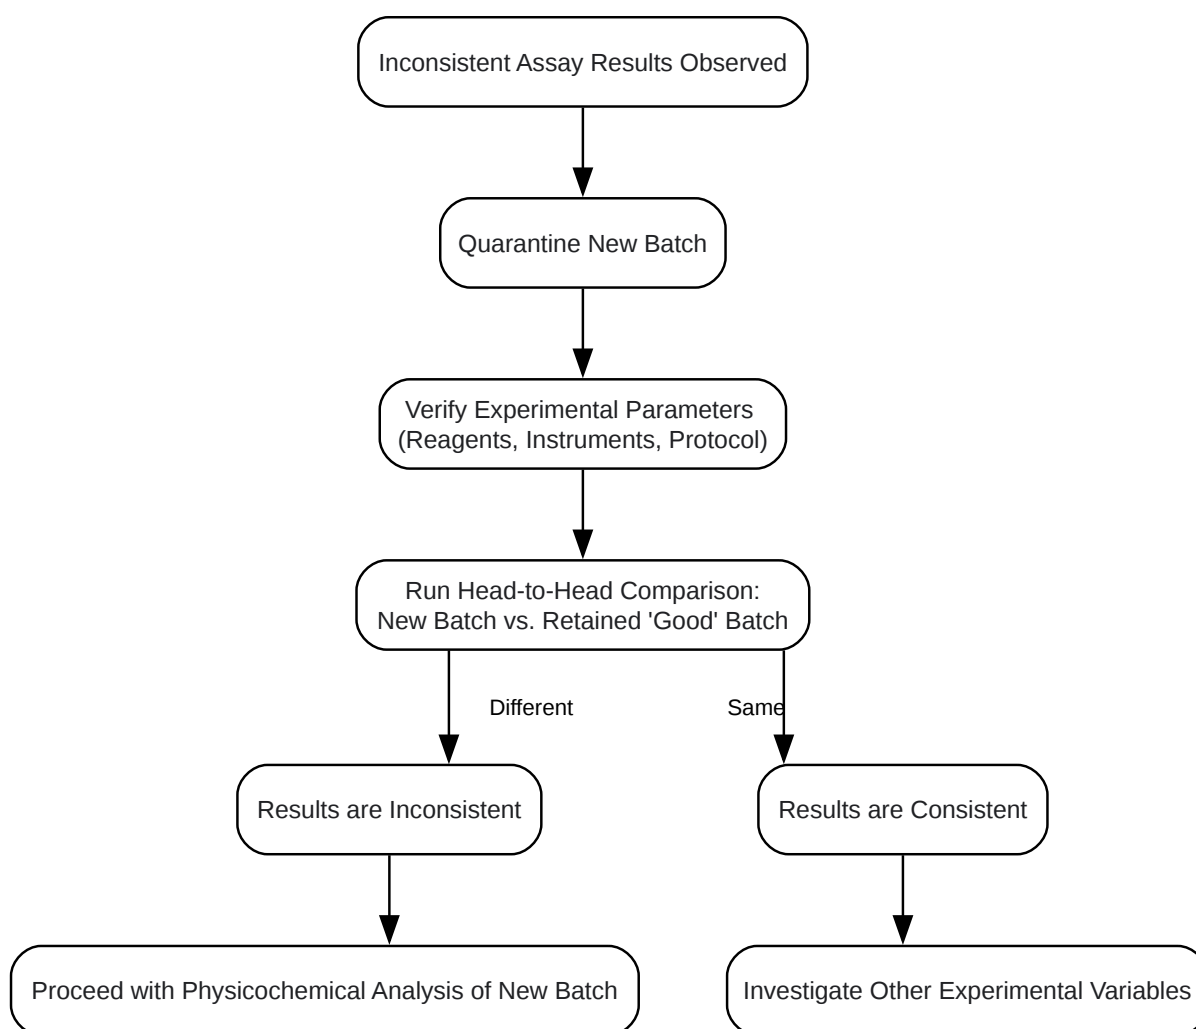 Inconsistent Assay Results Observed
Quarantine New Batch
Verify Experimental Parameters
(Reagents, Instruments, Protocol)
Run Head-to-Head Comparison:
New Batch vs. Retained 'Good' Batch
Different
Same
Results are Inconsistent
Results are Consistent
Proceed with Physicochemical Analysis of New Batch
Investigate Other Experimental Variables